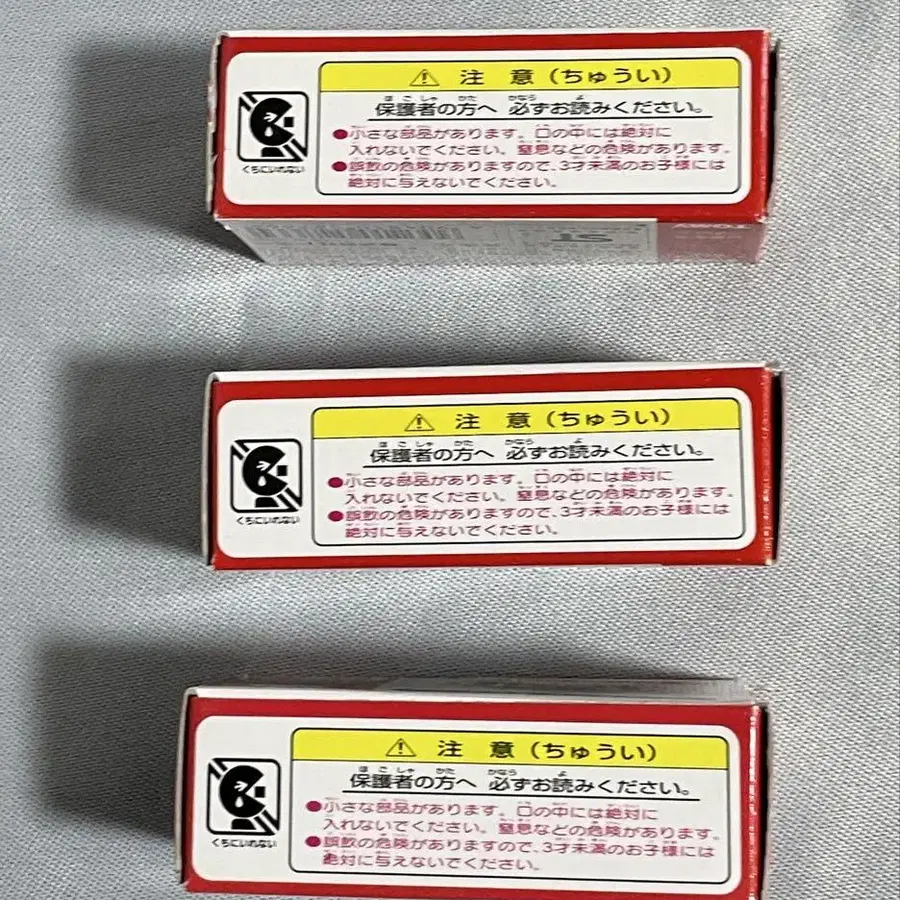 ⚠ 注 意 (ちゅうい)
保護者の方へ 必ずお読みください。
●小さな部品があります。口の中には絶対に
入れないでください。窒息などの危険があります。
●誤飲の危険がありますので、3才未満のお子様には
絶対に与えないでください。
くちにいれない
ST
TOMY
⚠ 注 意 (ちゅうい)
保護者の方へ 必ずお読みください。
●小さな部品があります。口の中には絶対に
入れないでください。窒息などの危険があります。
●誤飲の危険がありますので、3才未満のお子様には
絶対に与えないでください。
くちにいれない
⚠ 注 意 (ちゅうい)
保護者の方へ 必ずお読みください。
●小さな部品があります。口の中には絶対に
入れないでください。窒息などの危険があります。
●誤飲の危険がありますので、3才未満のお子様には
絶対に与えないでください。
くちにいれない